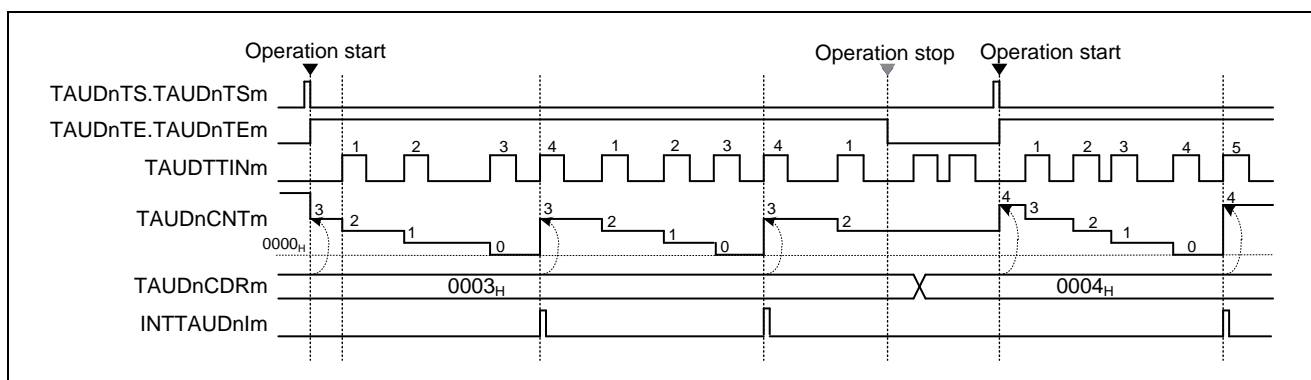 Operation start Operation stop Operation start
TAUDnTS.TAUDnTSm
TAUDnTE.TAUDnTEm
1 2 3 4 1 2 3 4 1 1 2 3 4 5
TAUDTTINm
3 2 1 0 3 2 1 0 3 2 4 3 2 1 0 4
TAUDnCNTm
0000H
TAUDnCDRm 0003H 0004H
INTTAUDnIm